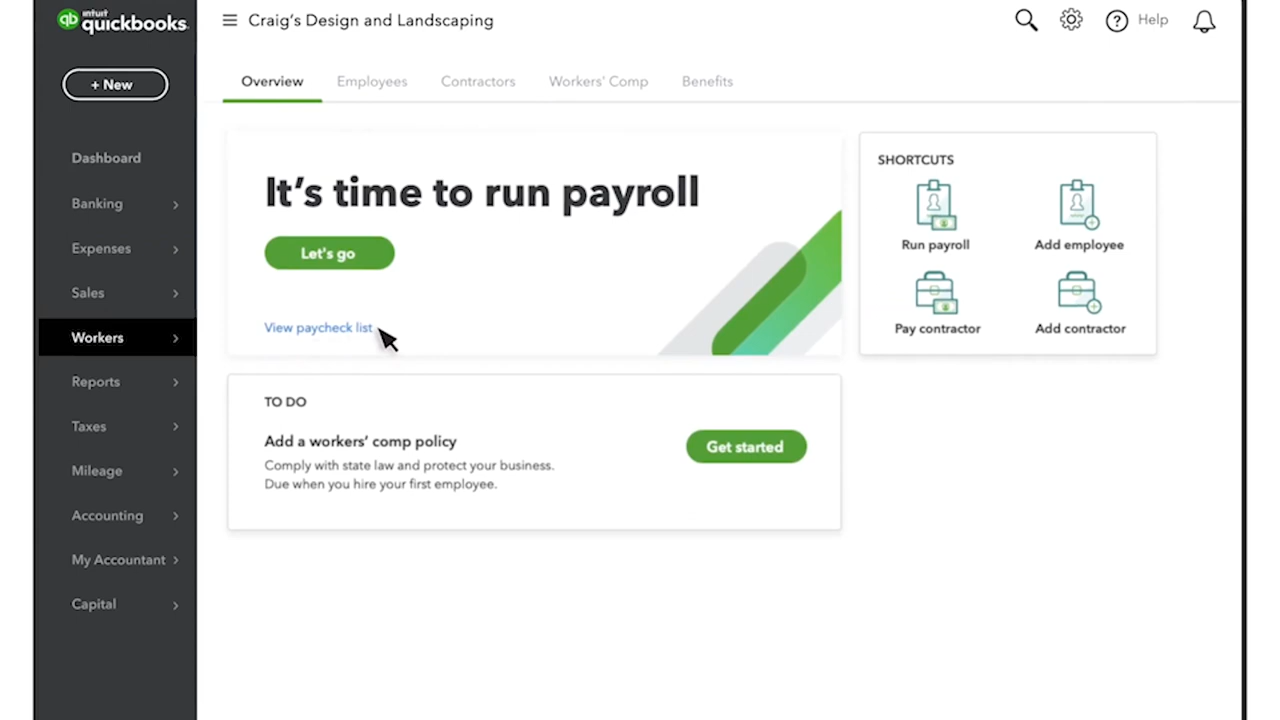 intuit
quickbooks.
Craig's Design and Landscaping
Help
+ New
Overview
Employees
Contractors
Workers' Comp
Benefits
Dashboard
Banking
Expenses
Sales
Workers
Reports
Taxes
Mileage
Accounting
My Accountant
Capital
It's time to run payroll
Let's go
View paycheck list
SHORTCUTS
Run payroll
Add employee
Pay contractor
Add contractor
TO DO
Add a workers' comp policy
Comply with state law and protect your business.
Due when you hire your first employee.
Get started